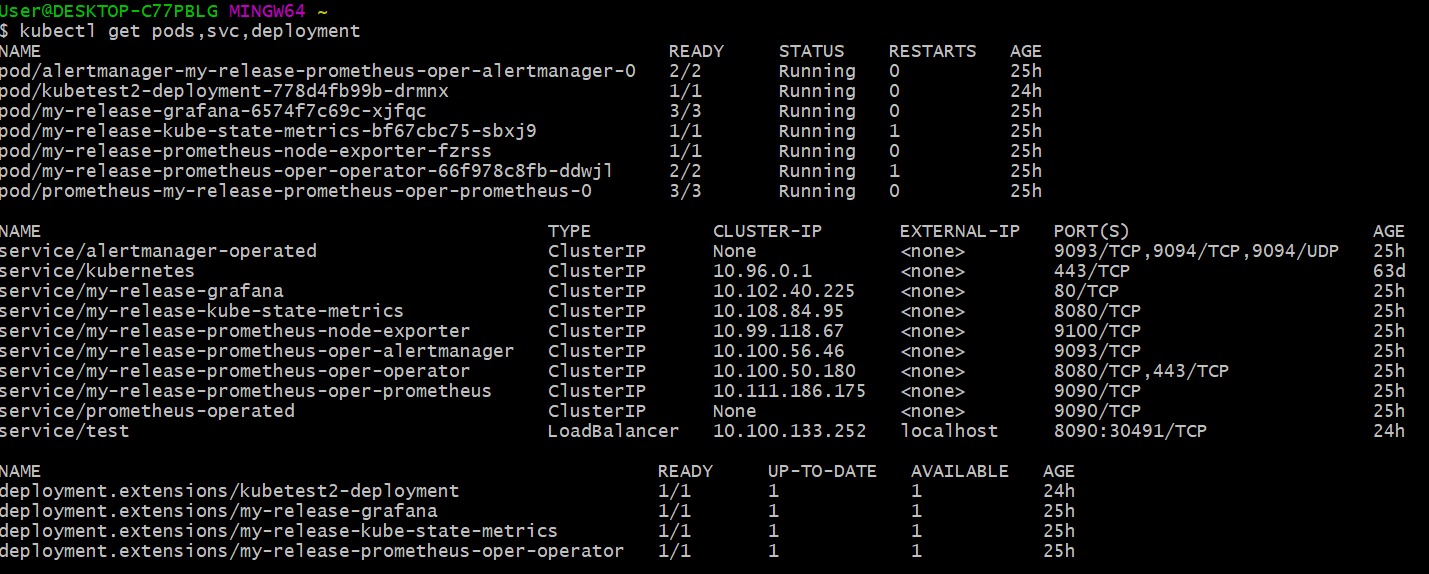 User@DESKTOP-C77PBLG MINGW64 ~
$ kubectl get pods,svc,deployment
NAME READY STATUS RESTARTS AGE
pod/alertmanager-my-release-prometheus-oper-alertmanager-0 2/2 Running 0 25h
pod/kubetest2-deployment-778d4fb99b-drmnx 1/1 Running 0 24h
pod/my-release-grafana-6574f7c69c-xjfqc 3/3 Running 0 25h
pod/my-release-kube-state-metrics-bf67cbc75-sbxj9 1/1 Running 1 25h
pod/my-release-prometheus-node-exporter-fzrss 1/1 Running 0 25h
pod/my-release-prometheus-oper-operator-66f978c8fb-ddwjl 2/2 Running 1 25h
pod/prometheus-my-release-prometheus-oper-prometheus-0 3/3 Running 0 25h
NAME TYPE CLUSTER-IP EXTERNAL-IP PORT(S) AGE
service/alertmanager-operated ClusterIP None <none> 9093/TCP,9094/TCP,9094/UDP 25h
service/kubernetes ClusterIP 10.96.0.1 <none> 443/TCP 63d
service/my-release-grafana ClusterIP 10.102.40.225 <none> 80/TCP 25h
service/my-release-kube-state-metrics ClusterIP 10.108.84.95 <none> 8080/TCP 25h
service/my-release-prometheus-node-exporter ClusterIP 10.99.118.67 <none> 9100/TCP 25h
service/my-release-prometheus-oper-alertmanager ClusterIP 10.100.56.46 <none> 9093/TCP 25h
service/my-release-prometheus-oper-operator ClusterIP 10.100.50.180 <none> 8080/TCP,443/TCP 25h
service/my-release-prometheus-oper-prometheus ClusterIP 10.111.186.175 <none> 9090/TCP 25h
service/prometheus-operated ClusterIP None <none> 9090/TCP 25h
service/test LoadBalancer 10.100.133.252 localhost 8090:30491/TCP 24h
NAME READY UP-TO-DATE AVAILABLE AGE
deployment.extensions/kubetest2-deployment 1/1 1 1 24h
deployment.extensions/my-release-grafana 1/1 1 1 25h
deployment.extensions/my-release-kube-state-metrics 1/1 1 1 25h
deployment.extensions/my-release-prometheus-oper-operator 1/1 1 1 25h